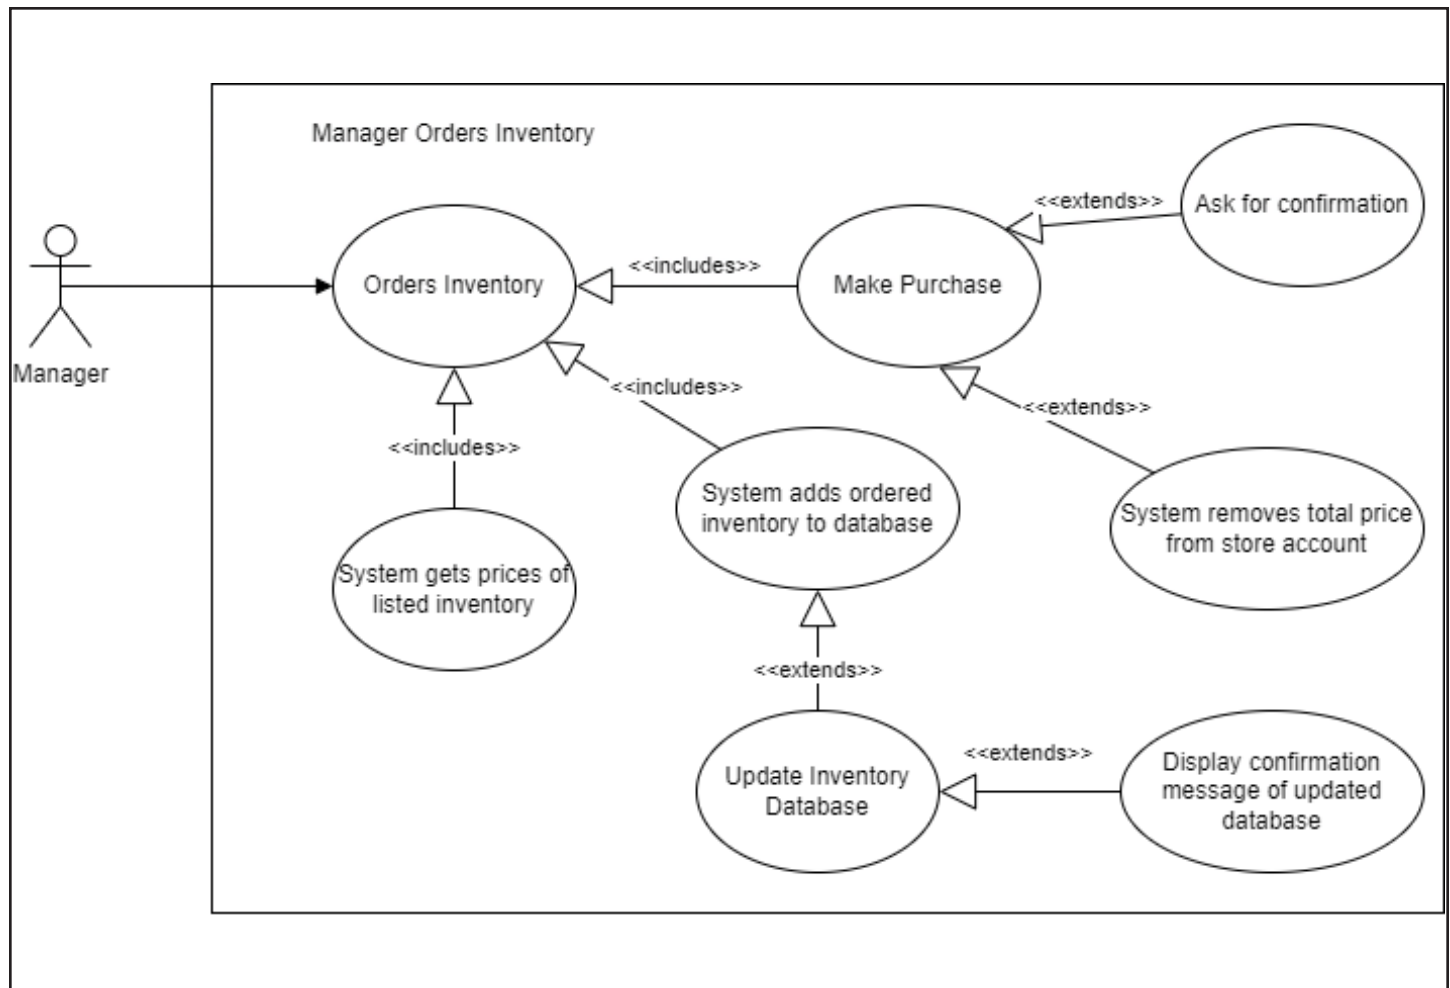 Manager Orders Inventory
Manager
Orders Inventory
<<includes>>
Make Purchase
<<extends>>
Ask for confirmation
<<includes>>
<<extends>>
<<includes>>
System adds ordered
inventory to database
System removes total price
from store account
System gets prices of
listed inventory
<<extends>>
Update Inventory
Database
<<extends>>
Display confirmation
message of updated
database